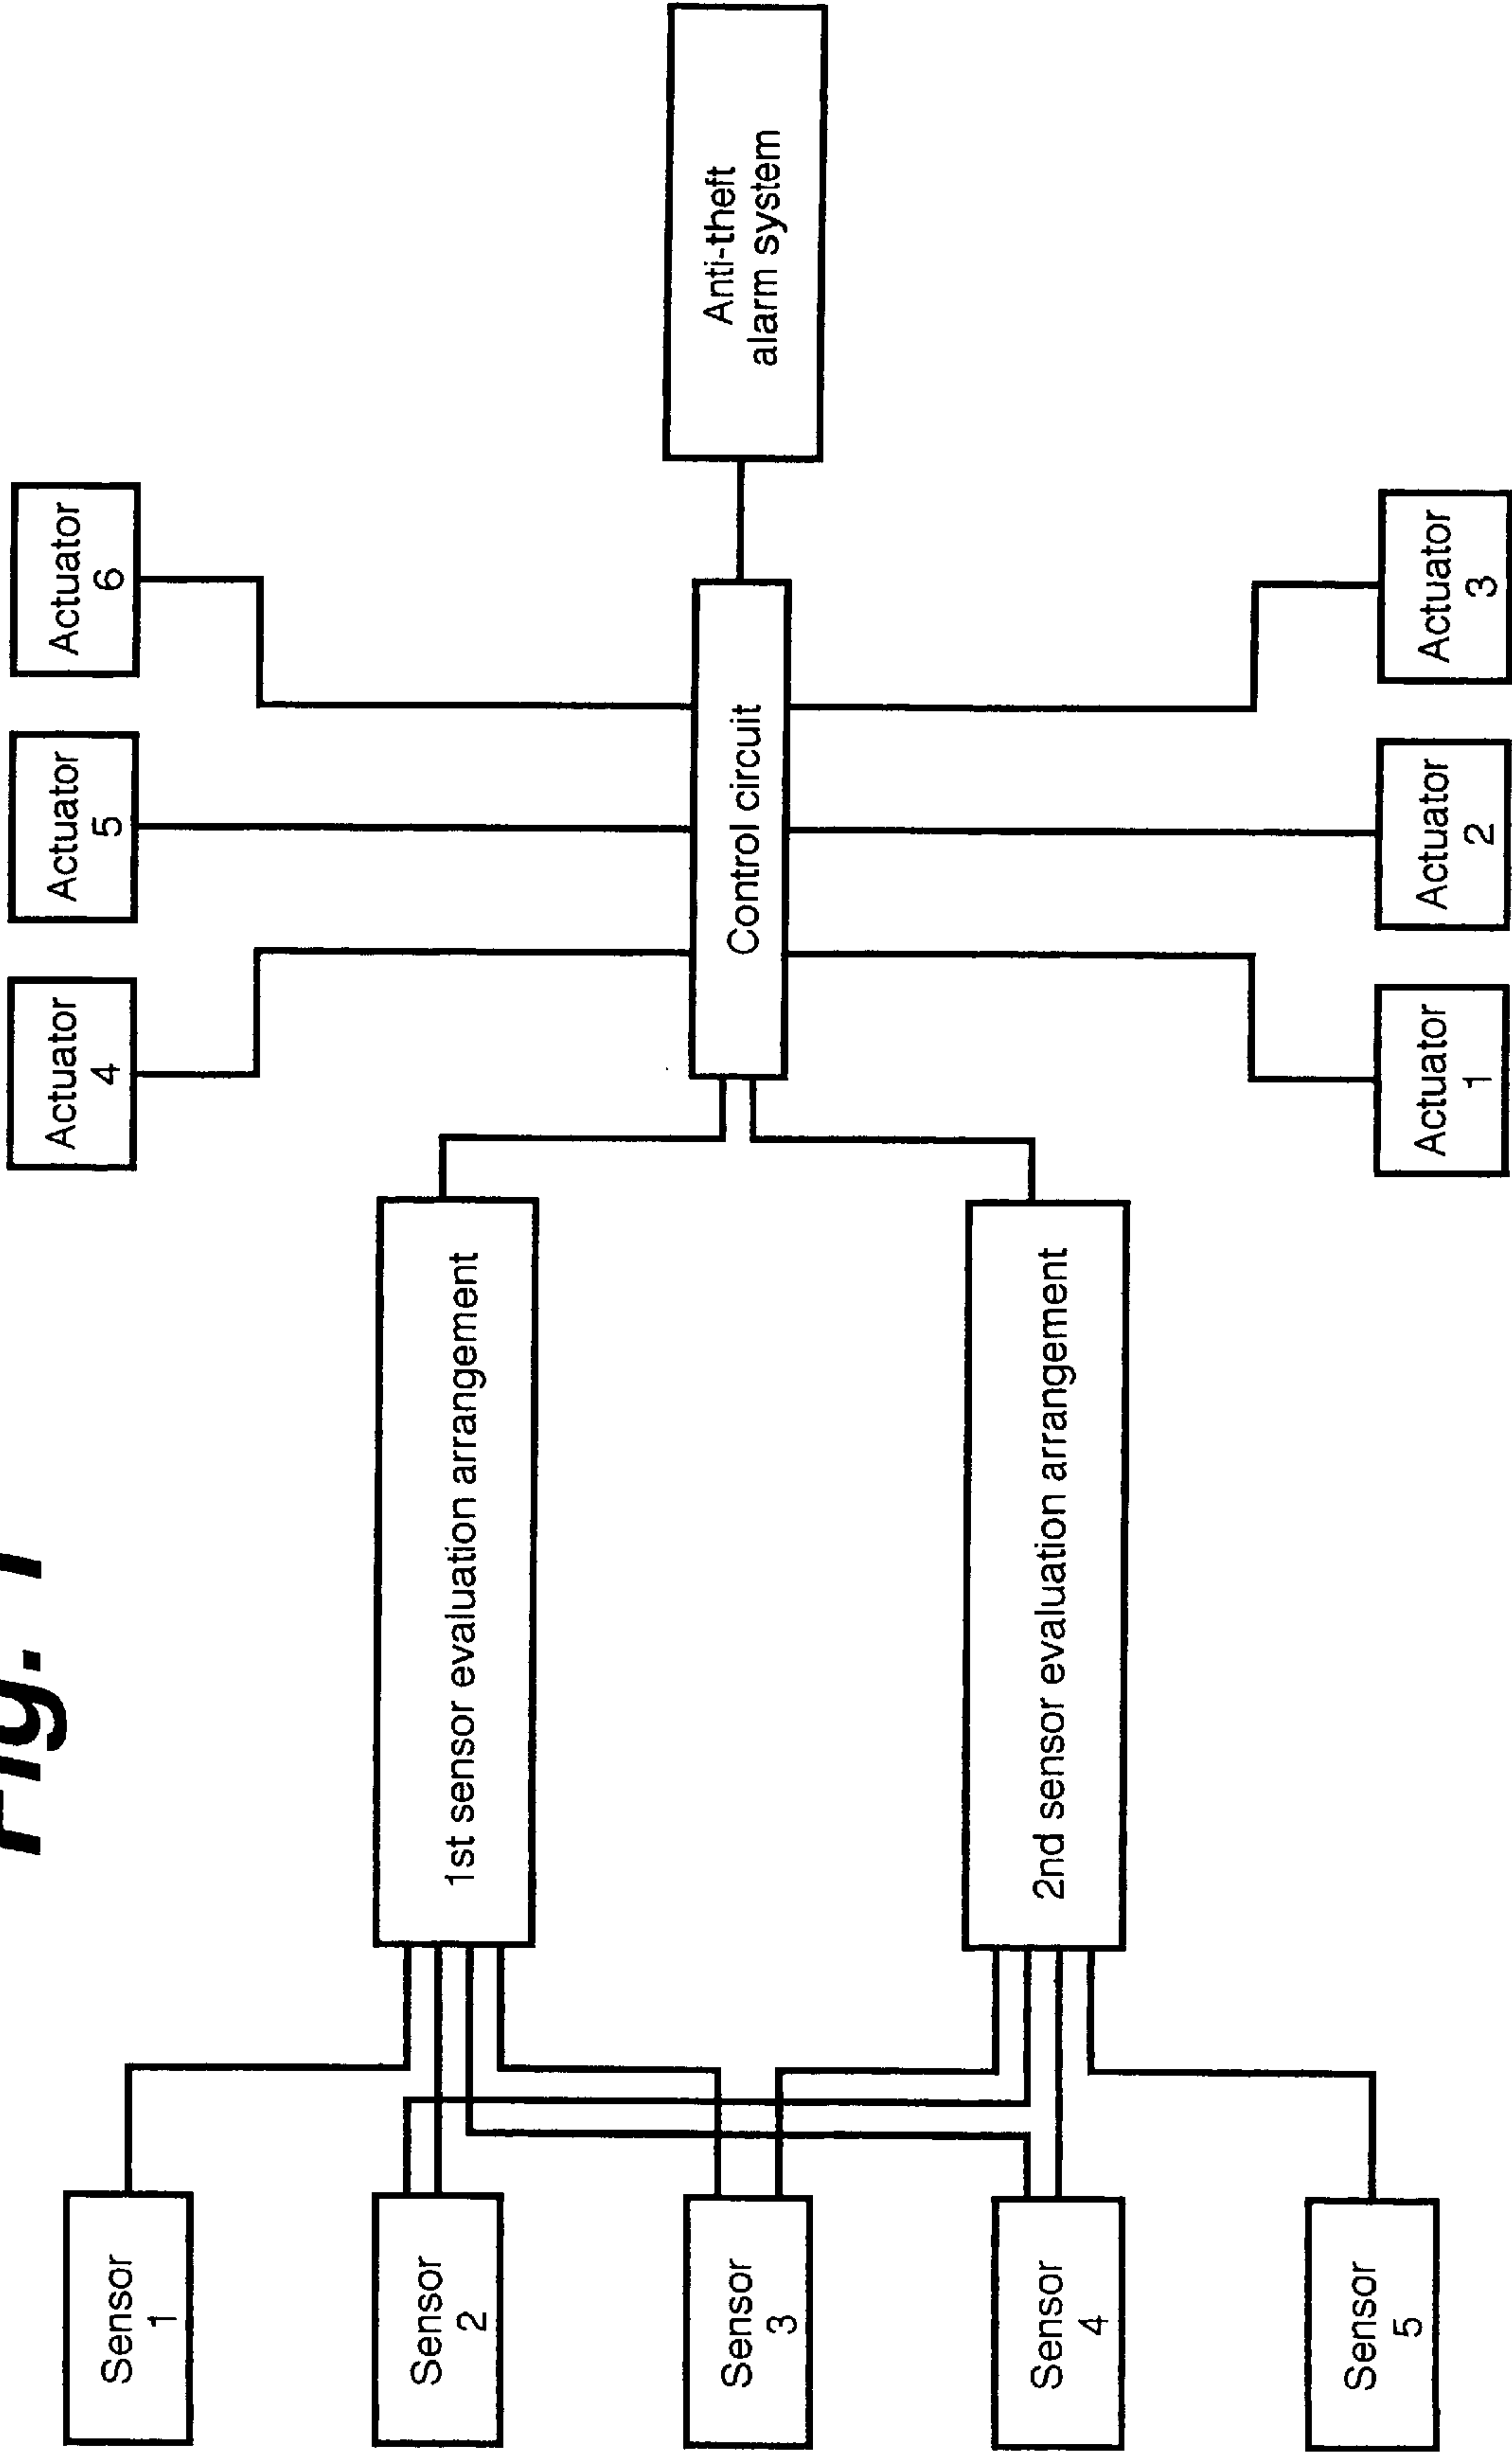 Fig. 1
Sensor
1
Sensor
2
Sensor
3
Sensor
4
Sensor
5
1st sensor evaluation arrangement
2nd sensor evaluation arrangement
Actuator
4
Actuator
5
Actuator
6
Control circuit
Actuator
1
Actuator
2
Actuator
3
Anti-theft
alarm system